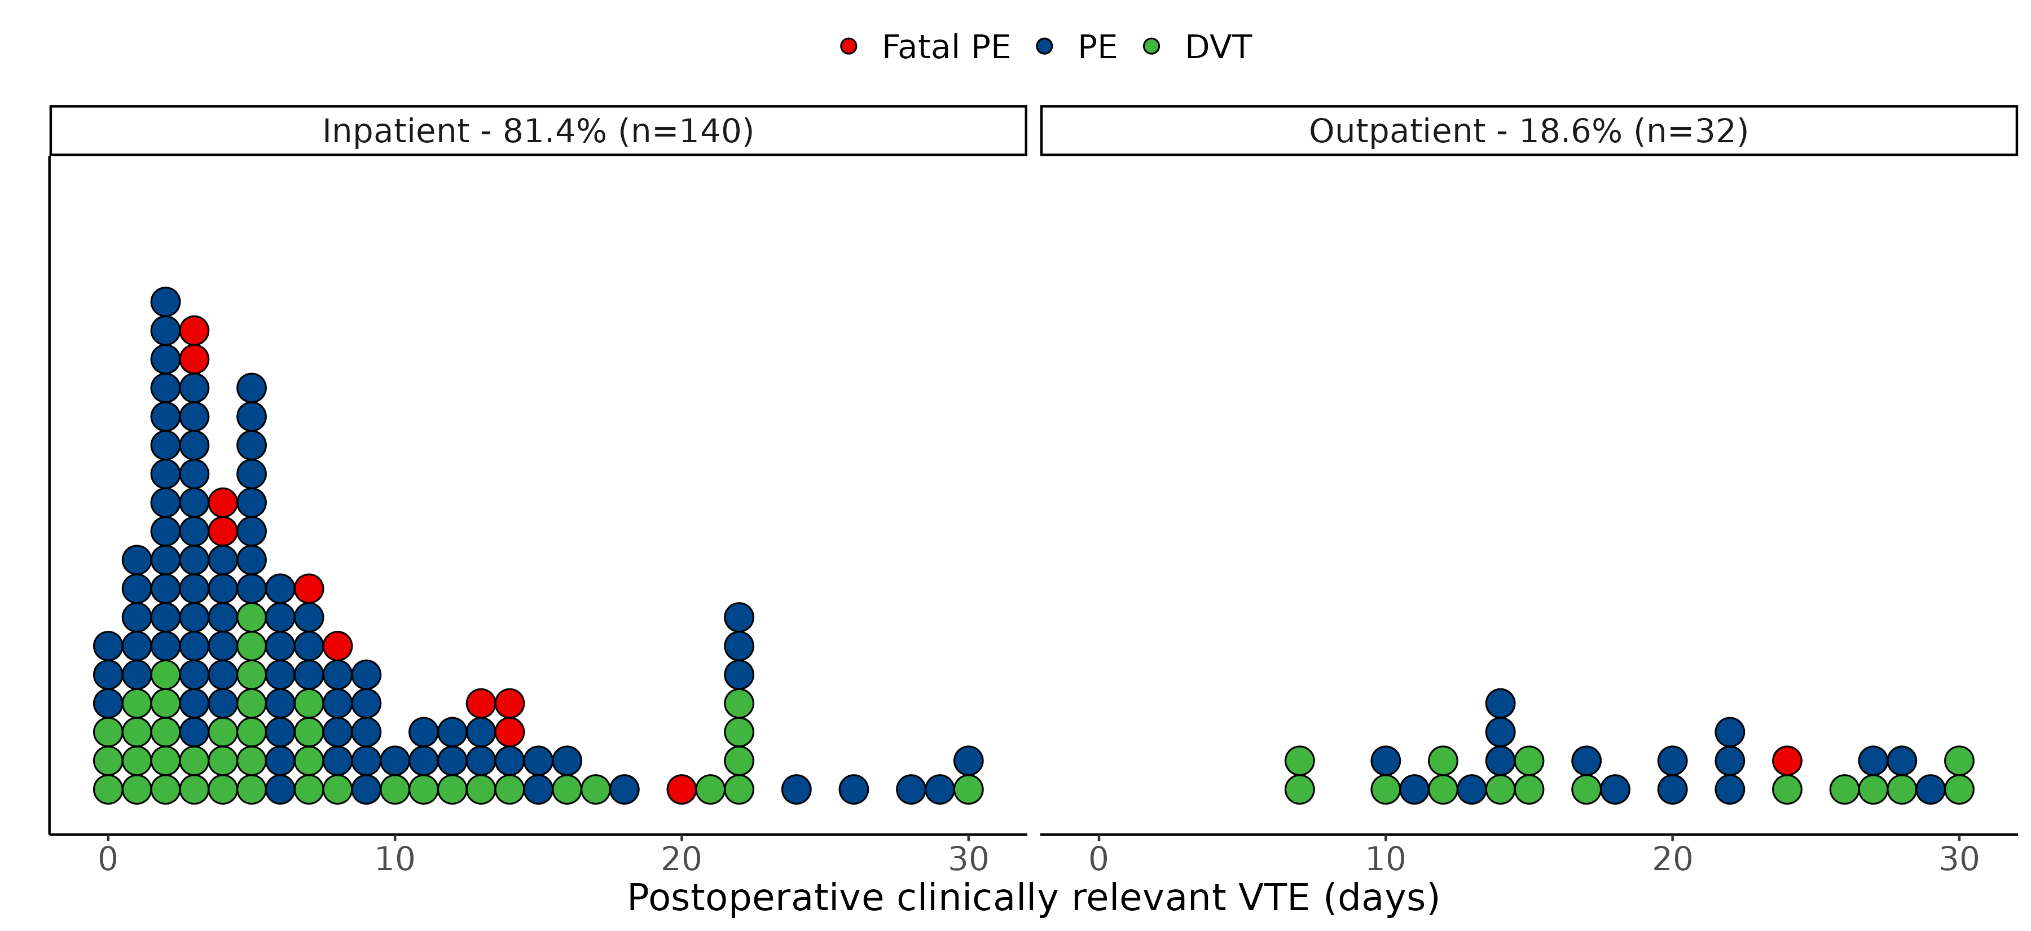 Fatal PE PE DVT
Inpatient - 81.4% (n=140) Outpatient - 18.6% (n=32)
0 10 20 30 0 10 20 30
Postoperative clinically relevant VTE (days)